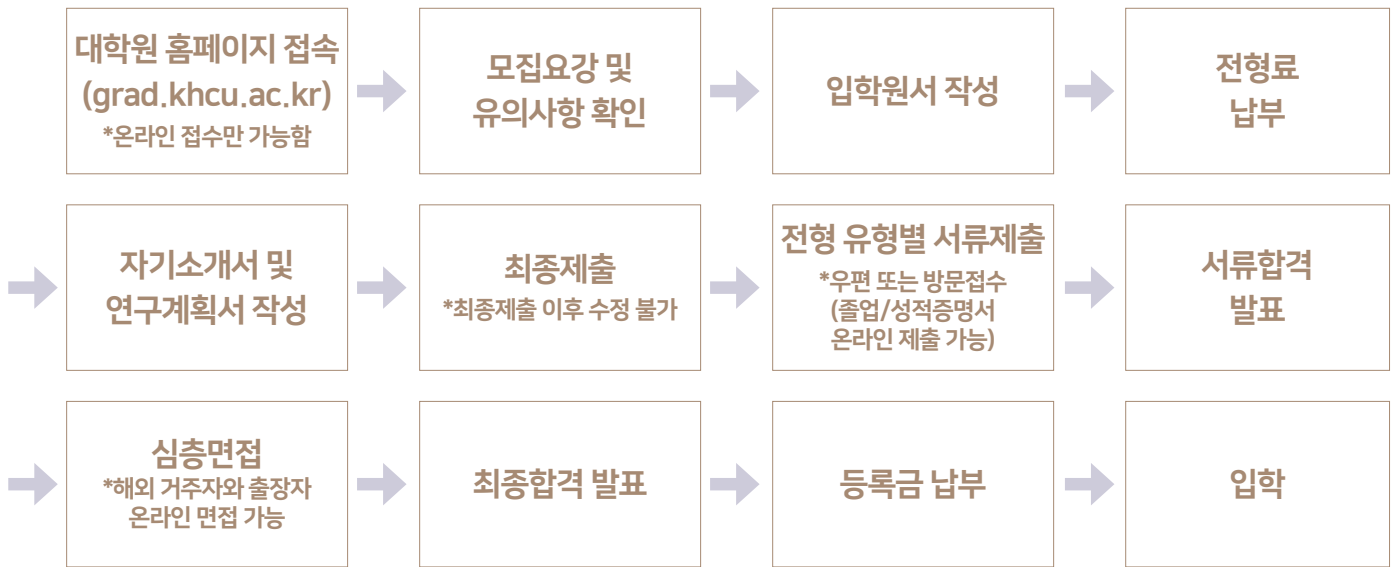 대학원 홈페이지 접속
(grad.khcu.ac.kr)
*온라인 접수만 가능함
모집요강 및
유의사항 확인
입학원서 작성
전형료
납부
자기소개서 및
연구계획서 작성
최종제출
*최종제출 이후 수정 불가
전형 유형별 서류제출
*우편 또는 방문접수
(졸업/성적증명서
온라인 제출 가능)
서류합격
발표
심층면접
*해외 거주자와 출장자
온라인 면접 가능
최종합격 발표
등록금 납부
입학